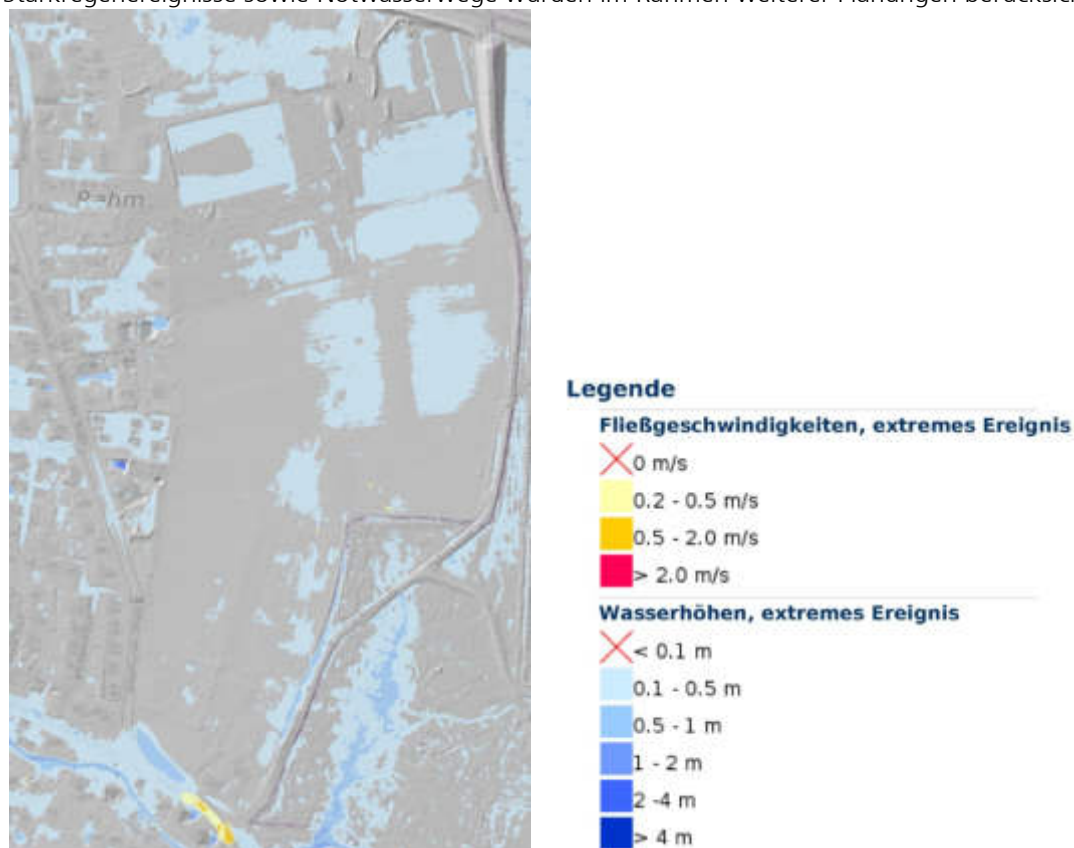 Starkregenereignisse sowie Notwasserwege wurden im Rahmen weiterer Planungen
Legende
Fließgeschwindigkeiten, extremes Ereignis
0 m/s
0.2 - 0.5 m/s
0.5 - 2.0 m/s
> 2.0 m/s
Wasserhöhen, extremes Ereignis
< 0.1 m
0.1 - 0.5 m
0.5 - 1 m
1 - 2 m
2 -4 m
> 4 m